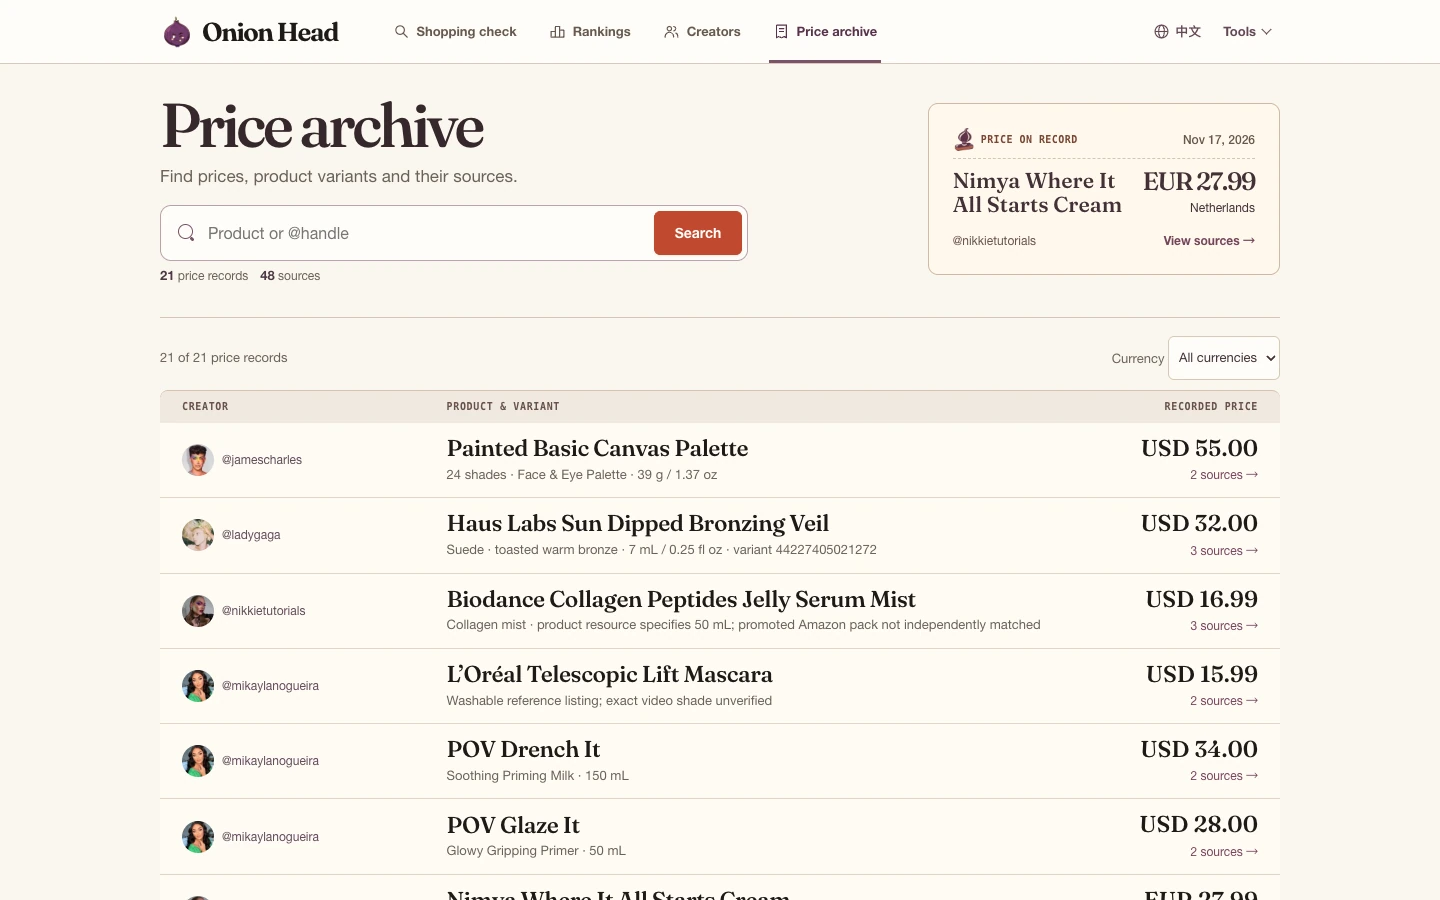 Onion Head
Shopping check
Rankings
Creators
Price archive
中文
Tools
Price archive
Find prices, product variants and their sources.
Product or @handle
Search
21 price records 48 sources
PRICE ON RECORD
Nov 17, 2026
Nimya Where It
All Starts Cream
EUR 27.99
Netherlands
@nikkietutorials
View sources →
21 of 21 price records
Currency
All currencies
CREATOR
PRODUCT & VARIANT
RECORDED PRICE
@jamescharles
Painted Basic Canvas Palette
24 shades · Face & Eye Palette · 39 g / 1.37 oz
USD 55.00
2 sources →
@ladygaga
Haus Labs Sun Dipped Bronzing Veil
Suede · toasted warm bronze · 7 mL / 0.25 fl oz · variant 44227405021272
USD 32.00
3 sources →
@nikkietutorials
Biodance Collagen Peptides Jelly Serum Mist
Collagen mist · product resource specifies 50 mL; promoted Amazon pack not independently matched
USD 16.99
3 sources →
@mikaylanogueira
L’Oréal Telescopic Lift Mascara
Washable reference listing; exact video shade unverified
USD 15.99
2 sources →
@mikaylanogueira
POV Drench It
Soothing Priming Milk · 150 mL
USD 34.00
2 sources →
@mikaylanogueira
POV Glaze It
Glowy Gripping Primer · 50 mL
USD 28.00
2 sources →
Nimya Where It All Starts Cream
EUR 27.99